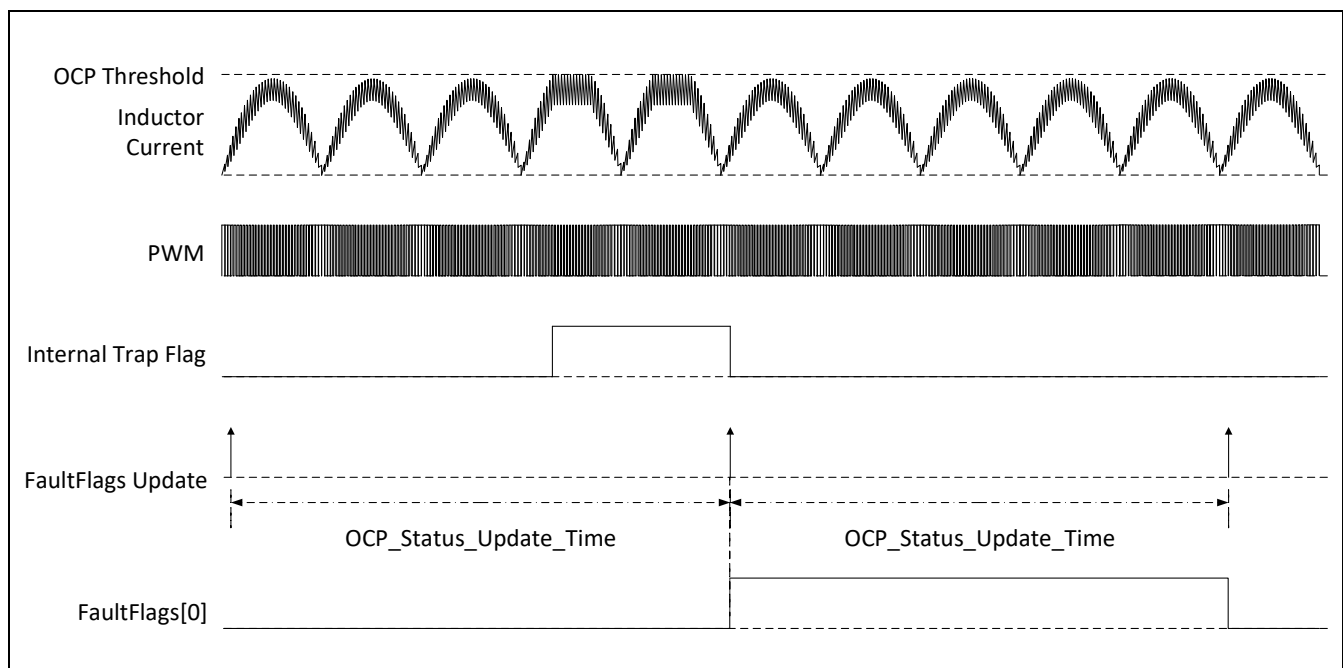 OCP Threshold
Inductor
Current
PWM
Internal Trap Flag
FaultFlags Update
OCP_Status_Update_Time
OCP_Status_Update_Time
FaultFlags[0]